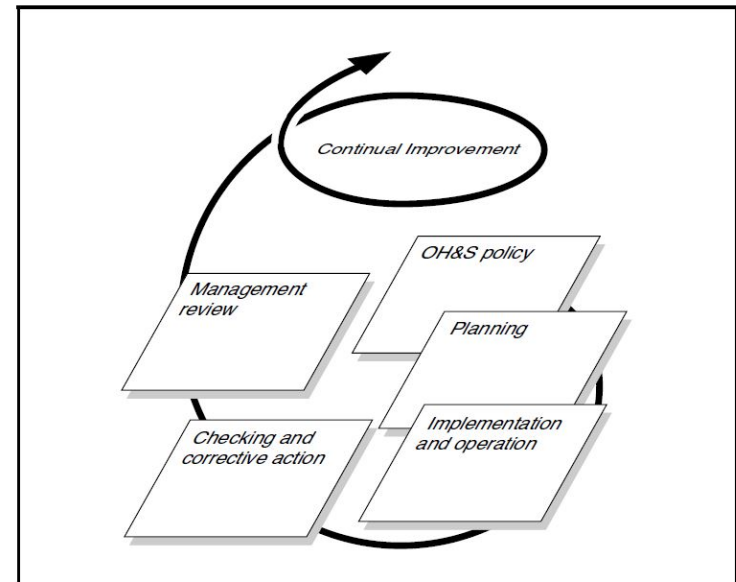 Continual Improvement
OH&S policy
Management
review
Planning
Implementation
and operation
Checking and
corrective action